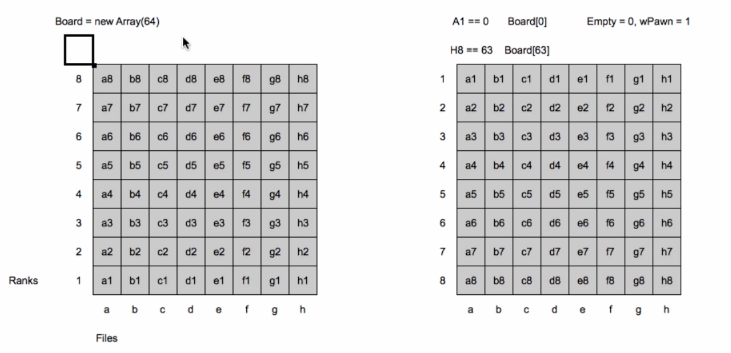 Board = new Array(64)
8 a8 b8 c8 d8 e8 f8 g8 h8
7 a7 b7 c7 d7 e7 f7 g7 h7
6 a6 b6 c6 d6 e6 f6 g6 h6
5 a5 b5 c5 d5 e5 f5 g5 h5
4 a4 b4 c4 d4 e4 f4 g4 h4
3 a3 b3 c3 d3 e3 f3 g3 h3
2 a2 b2 c2 d2 e2 f2 g2 h2
Ranks 1 a1 b1 c1 d1 e1 f1 g1 h1
a b c d e f g h
Files
A1 == 0 Board[0] Empty = 0, wPawn = 1
H8 == 63 Board[63]
1 a1 b1 c1 d1 e1 f1 g1 h1
2 a2 b2 c2 d2 e2 f2 g2 h2
3 a3 b3 c3 d3 e3 f3 g3 h3
4 a4 b4 c4 d4 e4 f4 g4 h4
5 a5 b5 c5 d5 e5 f5 g5 h5
6 a6 b6 c6 d6 e6 f6 g6 h6
7 a7 b7 c7 d7 e7 f7 g7 h7
8 a8 b8 c8 d8 e8 f8 g8 h8
a b c d e f g h